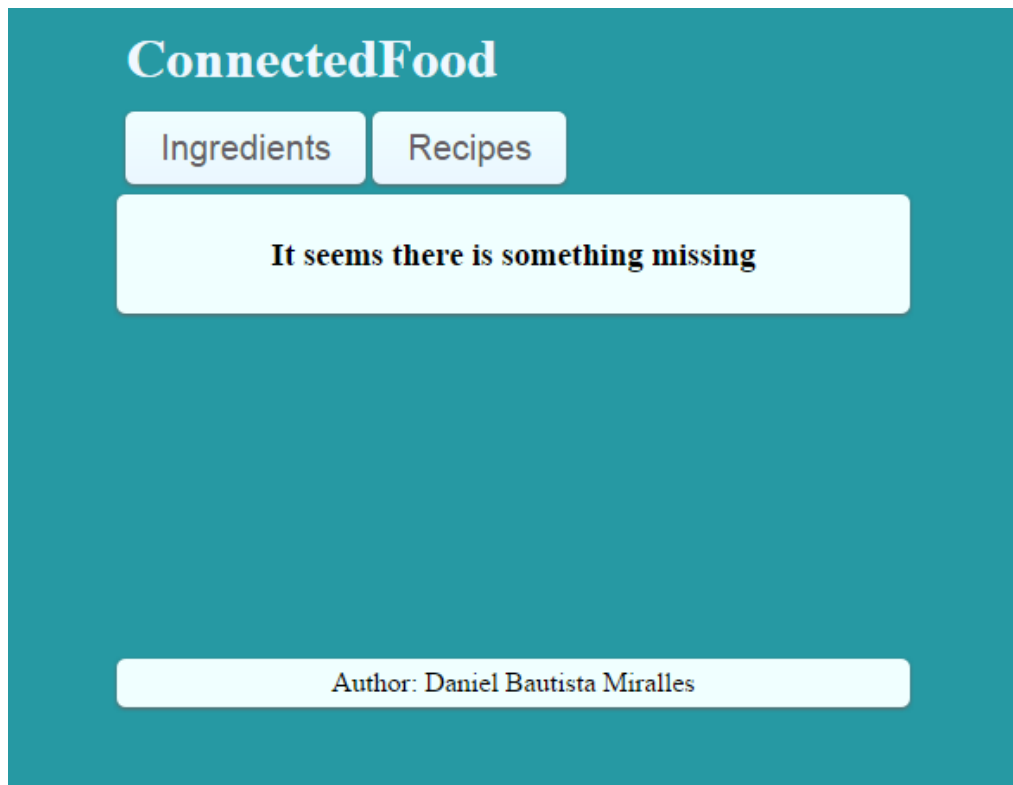 ConnectedFood
Ingredients Recipes
It seems there is something missing
Author: Daniel Bautista Miralles